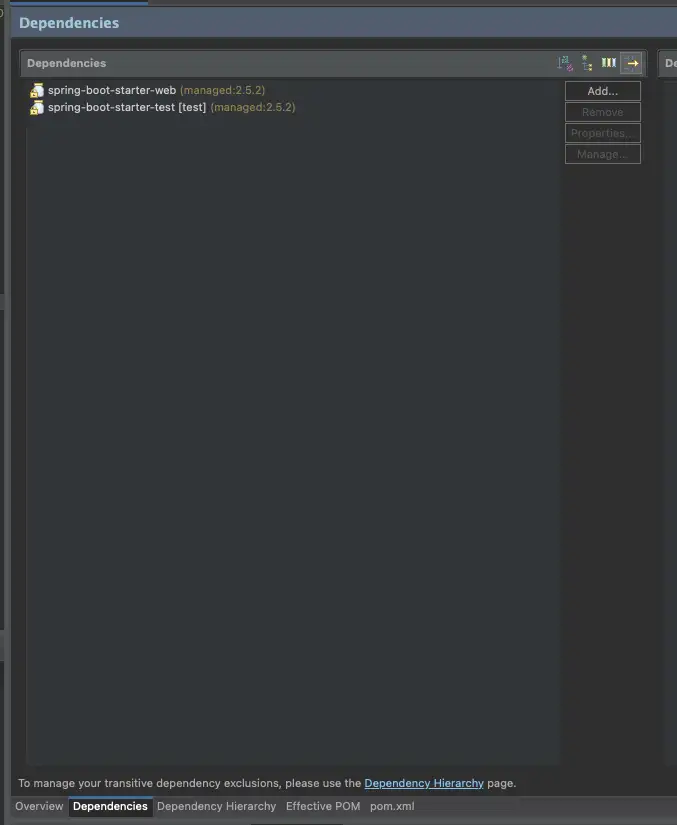 Dependencies
Dependencies
De
spring-boot-starter-web (managed:2.5.2)
spring-boot-starter-test [test] (managed:2.5.2)
Add...
Remove
Properties...
Manage...
To manage your transitive dependency exclusions, please use the Dependency Hierarchy page.
Overview Dependencies Dependency Hierarchy Effective POM pom.xml